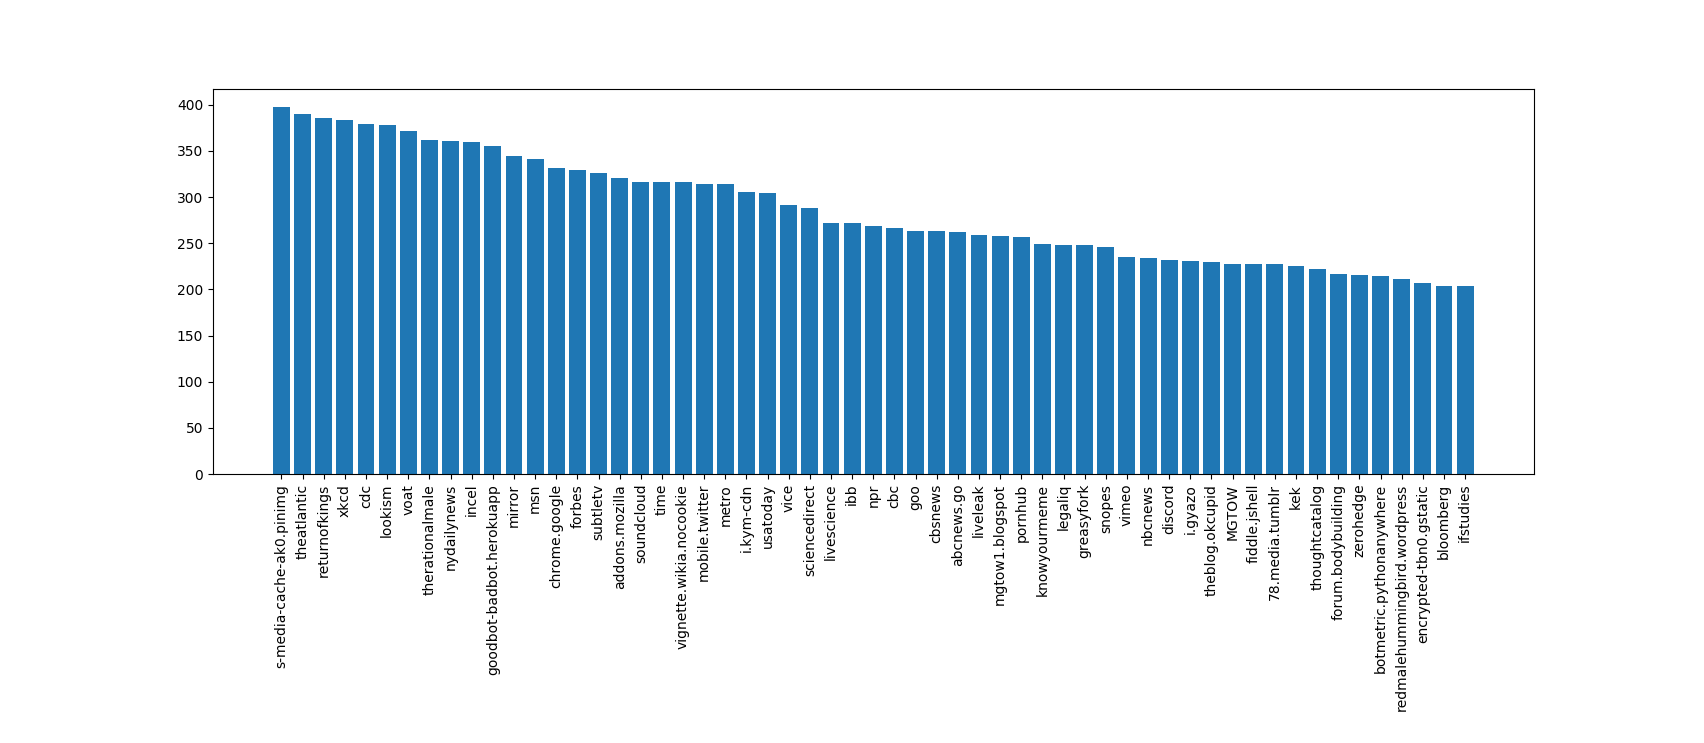 400
350
300
250
200
150
100
50
0
s-media-cache-ak0.pinimg
theatlantic
returnofkings
xkcd
cdc
lookism
voat
therationalmale
nydailynews
incel
goodbot-badbot.herokuapp
mirror
msn
chrome.google
forbes
subtletv
addons.mozilla
soundcloud
time
vignette.wikia.nocookie
mobile.twitter
metro
i.kym-cdn
usatoday
vice
sciencedirect
livescience
ibb
npr
cbc
goo
cbsnews
abcnews.go
liveleak
mgtow1.blogspot
pornhub
knowyourmeme
legaliq
greasyfork
snopes
vimeo
nbcnews
discord
i.gyazo
theblog.okcupid
MGTOW
fiddle.jshell
78.media.tumblr
kek
thoughtcatalog
forum.bodybuilding
zerohedge
botmetric.pythonanywhere
redmalehummingbird.wordpress
encrypted-tbn0.gstatic
bloomberg
ifstudies